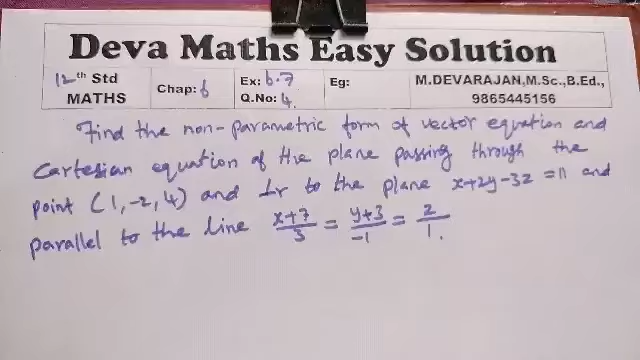 Deva Maths Easy Solution
12th Std MATHS
Chap: 6
Ex: 6.7
Q.No: 4.
Eg:
M.DEVARAJAN,M.Sc.,B.Ed.,
9865445156
Find the non-parametric form of vector equation and
Cartesian equation of the plane passing through the
point (1, -2, 4) and ⊥r to the plane x+2y-3z = 11 and
parallel to the line x+7/3 = y+3/-1 = z/1.